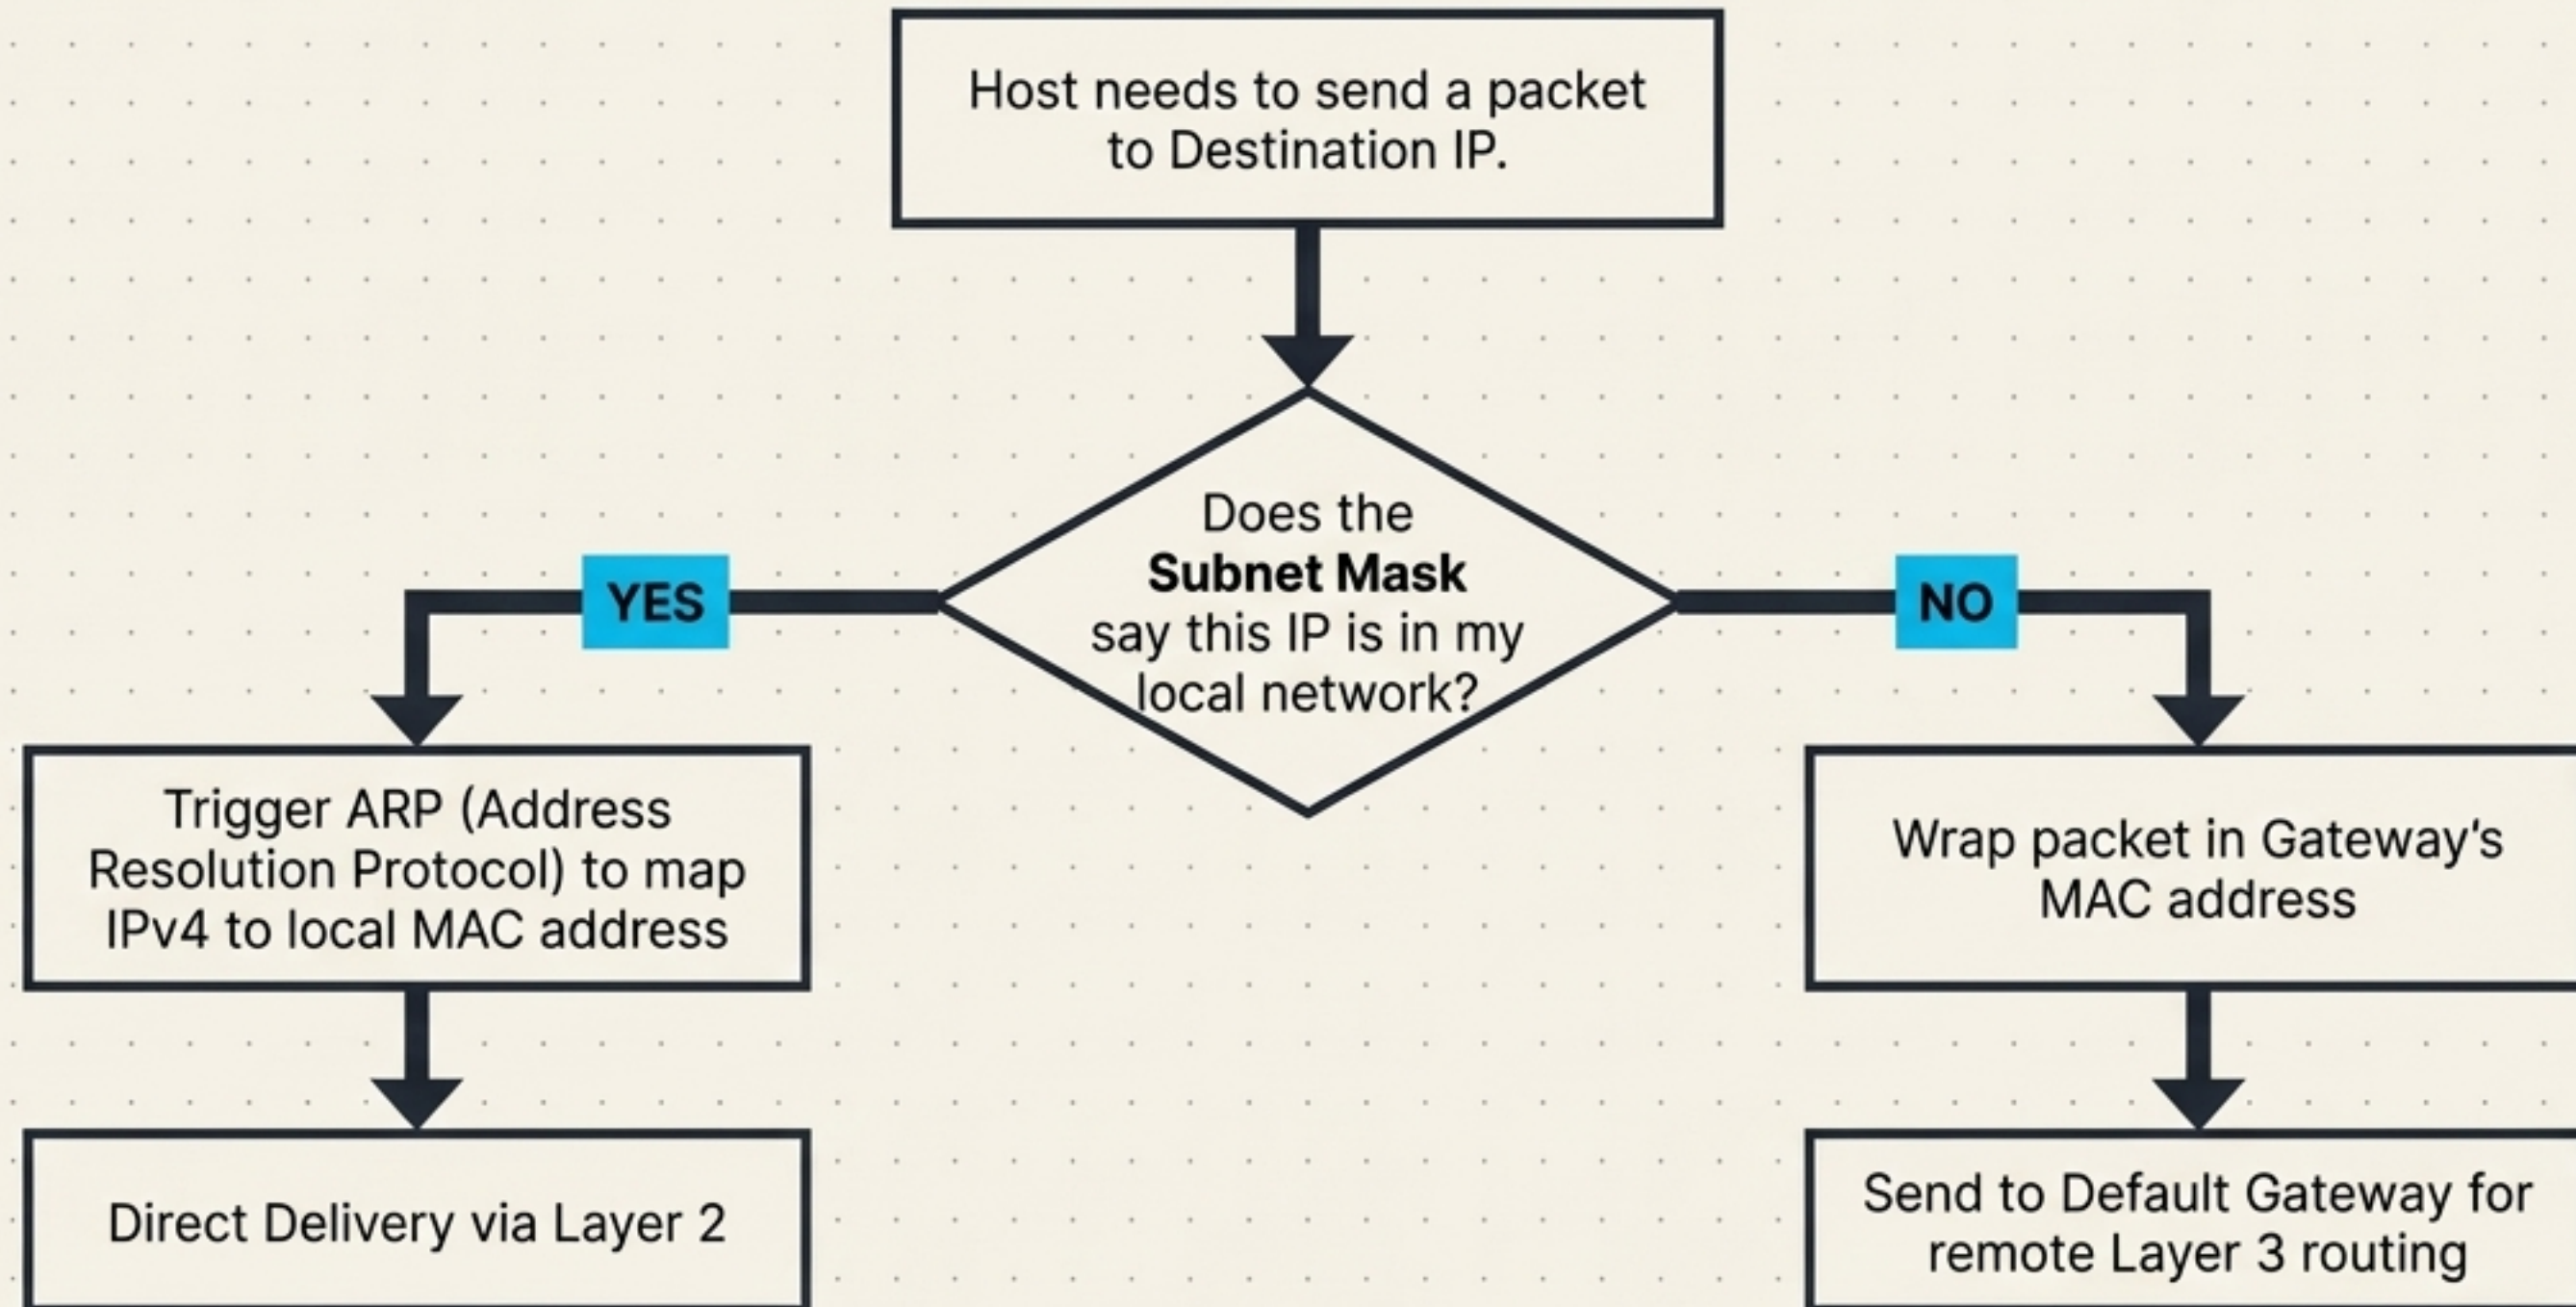 Host needs to send a packet
to Destination IP.
Does the
Subnet Mask
say this IP is in my
local network?
YES
NO
Trigger ARP (Address
Resolution Protocol) to map
IPv4 to local MAC address
Wrap packet in Gateway‘s
MAC address
Direct Delivery via Layer 2
Send to Default Gateway for
remote Layer 3 routing